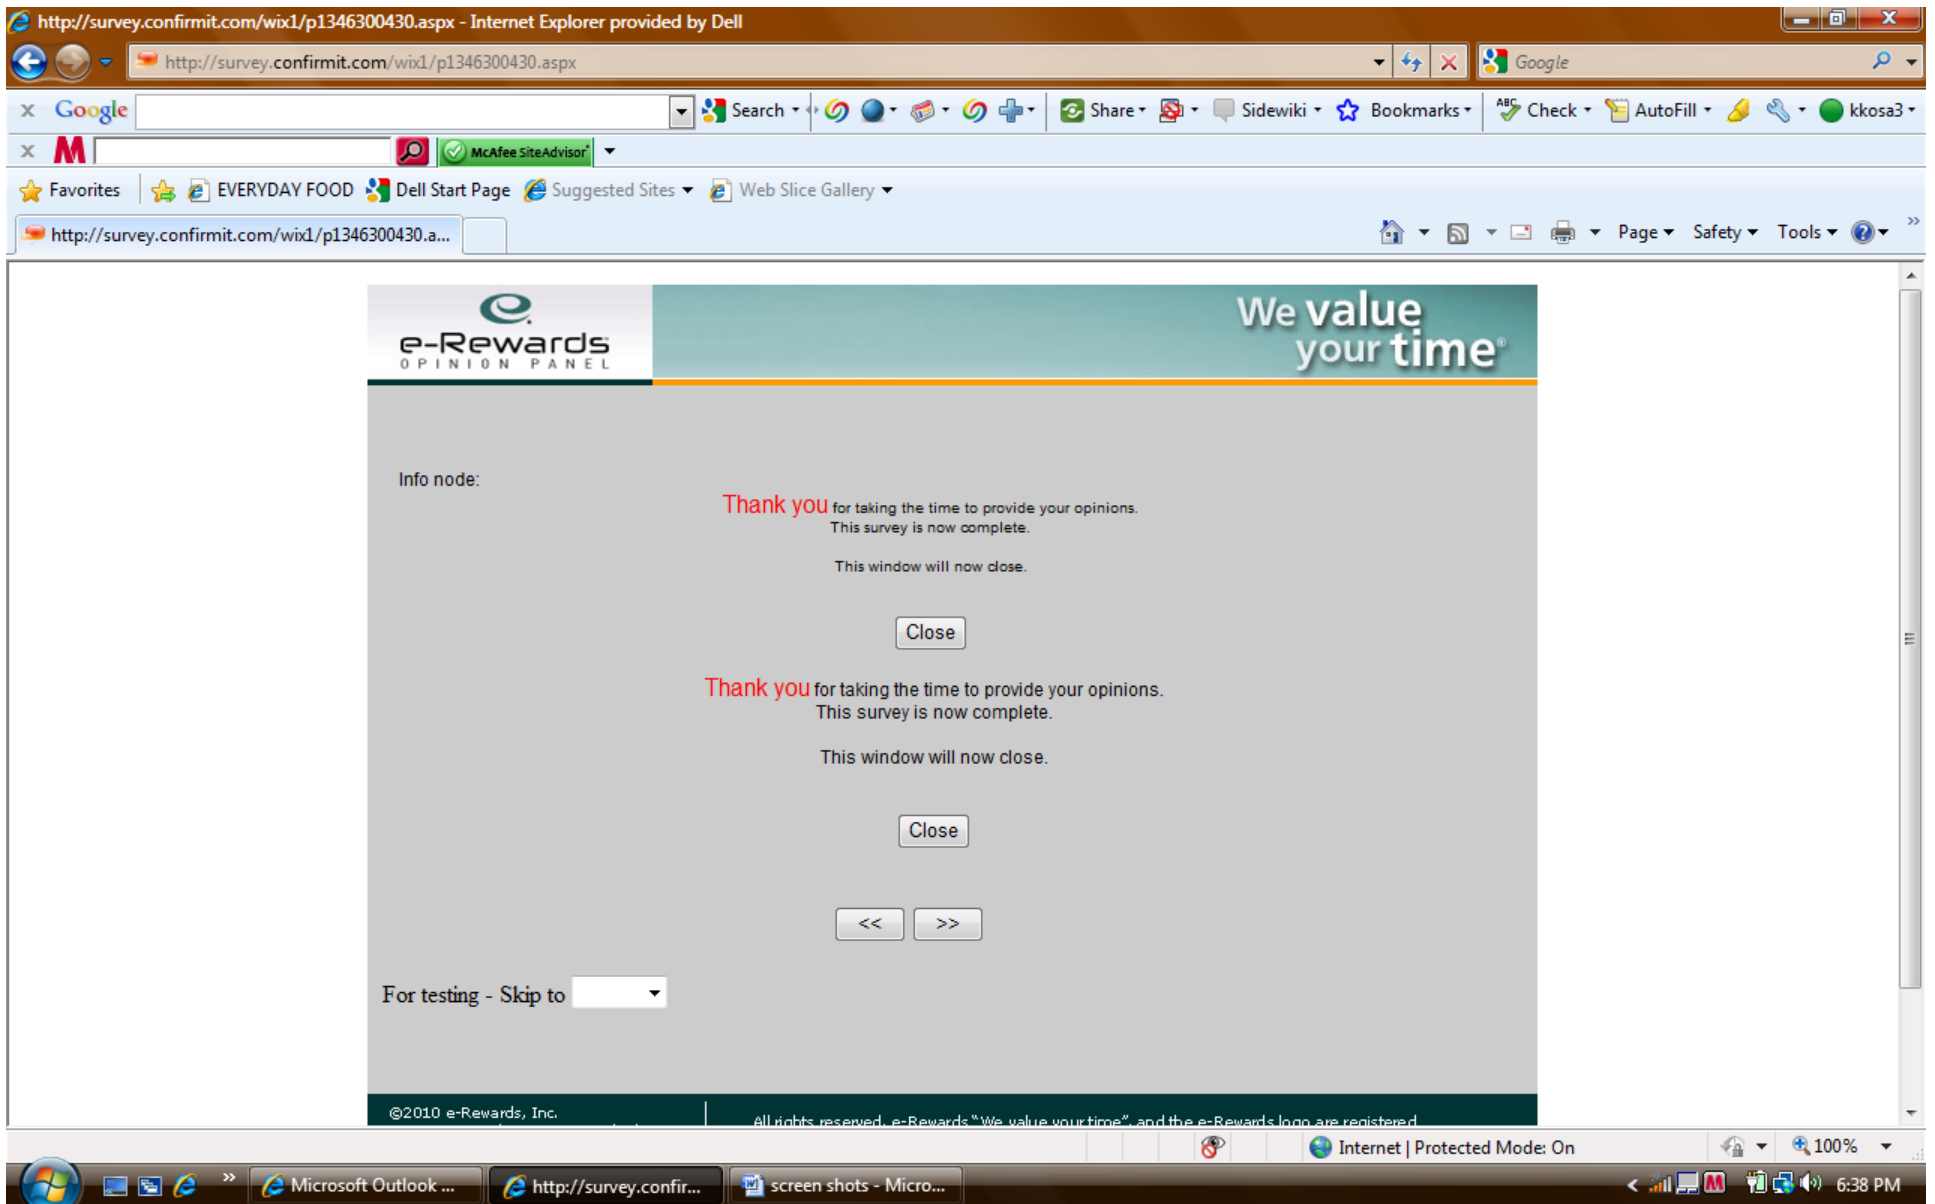 http://survey.confirmit.com/wix1/p1346300430.aspx - Internet Explorer provided by Dell
http://survey.confirmit.com/wix1/p1346300430.aspx
Google
x Google Search Share Sidewiki Bookmarks Check AutoFill kkosa3
x M McAfee SiteAdvisor
Favorites EVERYDAY FOOD Dell Start Page Suggested Sites Web Slice Gallery
http://survey.confirmit.com/wix1/p1346300430.a... Page Safety Tools
e-Rewards
OPINION PANEL
We value
your time®
Info node:
Thank you for taking the time to provide your opinions.
This survey is now complete.
This window will now close.
Close
Thank you for taking the time to provide your opinions.
This survey is now complete.
This window will now close.
Close
<< >>
For testing - Skip to
©2010 e-Rewards, Inc.
All rights reserved. e-Rewards "We value your time", and the e-Rewards logo are registered
Internet | Protected Mode: On 100%
Microsoft Outlook ... http://survey.confir... screen shots - Micro... 6:38 PM